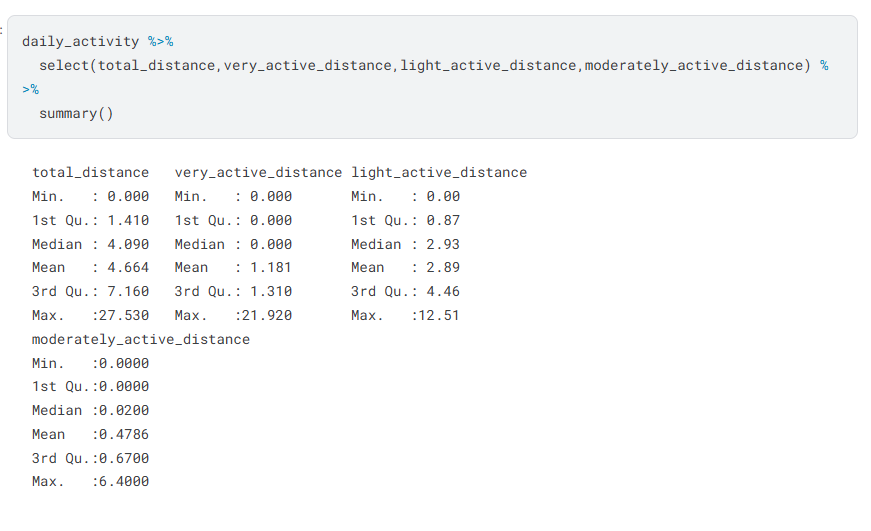 :
daily_activity %>%
  select(total_distance,very_active_distance,light_active_distance,moderately_active_distance) %
>%
  summary()
total_distance   very_active_distance light_active_distance
Min.   : 0.000   Min.   : 0.000       Min.   : 0.00
1st Qu.: 1.410   1st Qu.: 0.000       1st Qu.: 0.87
Median : 4.090   Median : 0.000       Median : 2.93
Mean   : 4.664   Mean   : 1.181       Mean   : 2.89
3rd Qu.: 7.160   3rd Qu.: 1.310       3rd Qu.: 4.46
Max.   :27.530   Max.   :21.920       Max.   :12.51
moderately_active_distance
Min.   :0.0000
1st Qu.:0.0000
Median :0.0200
Mean   :0.4786
3rd Qu.:0.6700
Max.   :6.4000